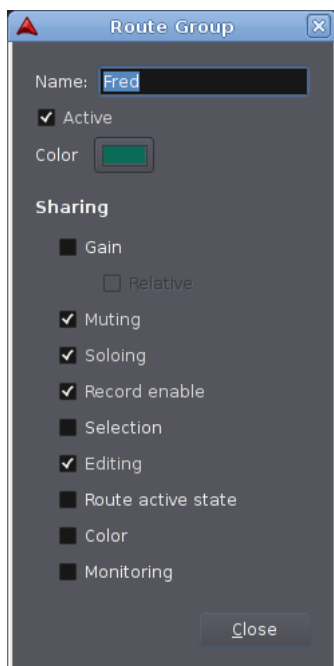 Route Group
Name: Fred
Active
Color
Sharing
Gain
Relative
Muting
Soloing
Record enable
Selection
Editing
Route active state
Color
Monitoring
Close